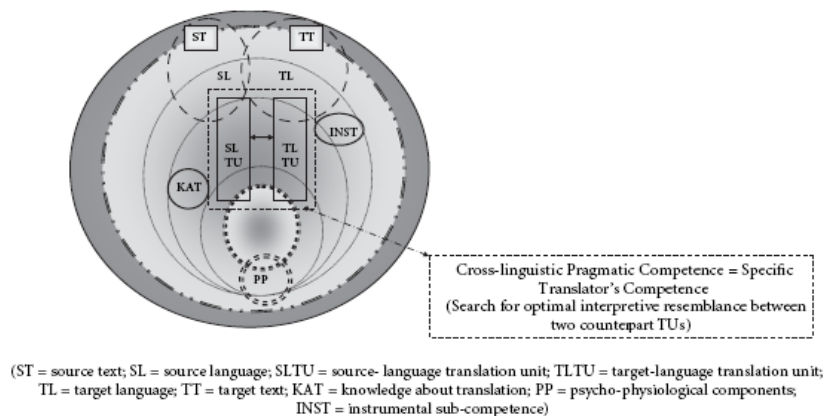 ST
TT
SL
TL
INST
SL
TU
TL
TU
KAT
PP
Cross-linguistic Pragmatic Competence = Specific
Translator's Competence
(Search for optimal interpretive resemblance between
two counterpart TUs)
(ST = source text; SL = source language; SLTU = source- language translation unit; TLTU = target-language translation unit;
TL = target language; TT = target text; KAT = knowledge about translation; PP = psycho-physiological components;
INST = instrumental sub-competence)